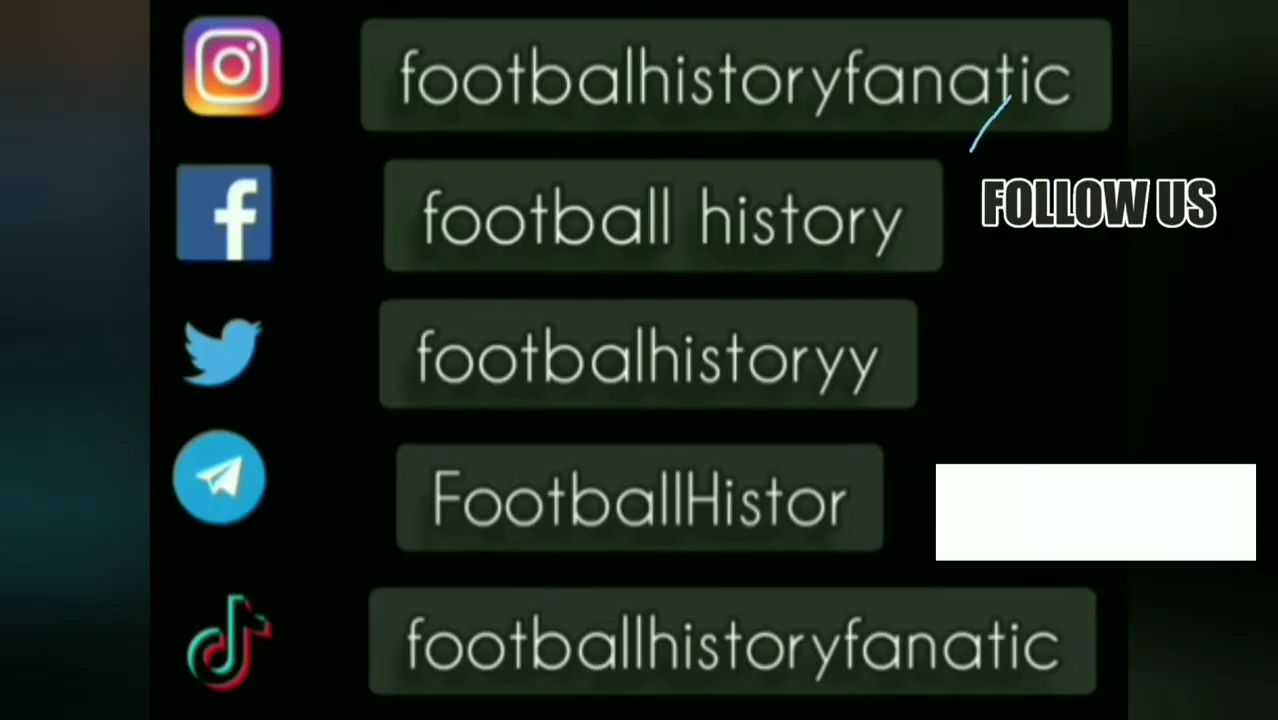 footbalhistoryfanatic
football history
FOLLOW US
footbalhistoryy
FootballHistor
footballhistoryfanatic